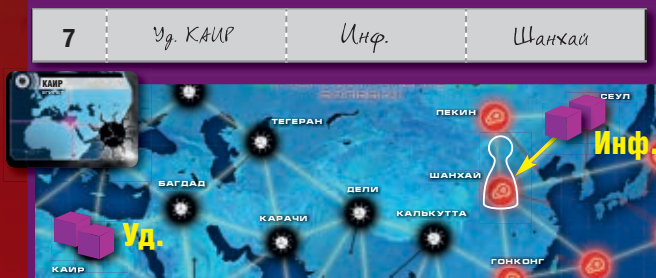 7 Уд. КАИР Инф. Шанхай
КАИР
ТЕГЕРАН
ПЕКИН
СЕУЛ
Инф.
БАГДАД
ДЕЛИ
ШАНХАЙ
КАРАЧИ
КАЛЬКУТТА
Уд.
КАИР
ГОНКОНГ